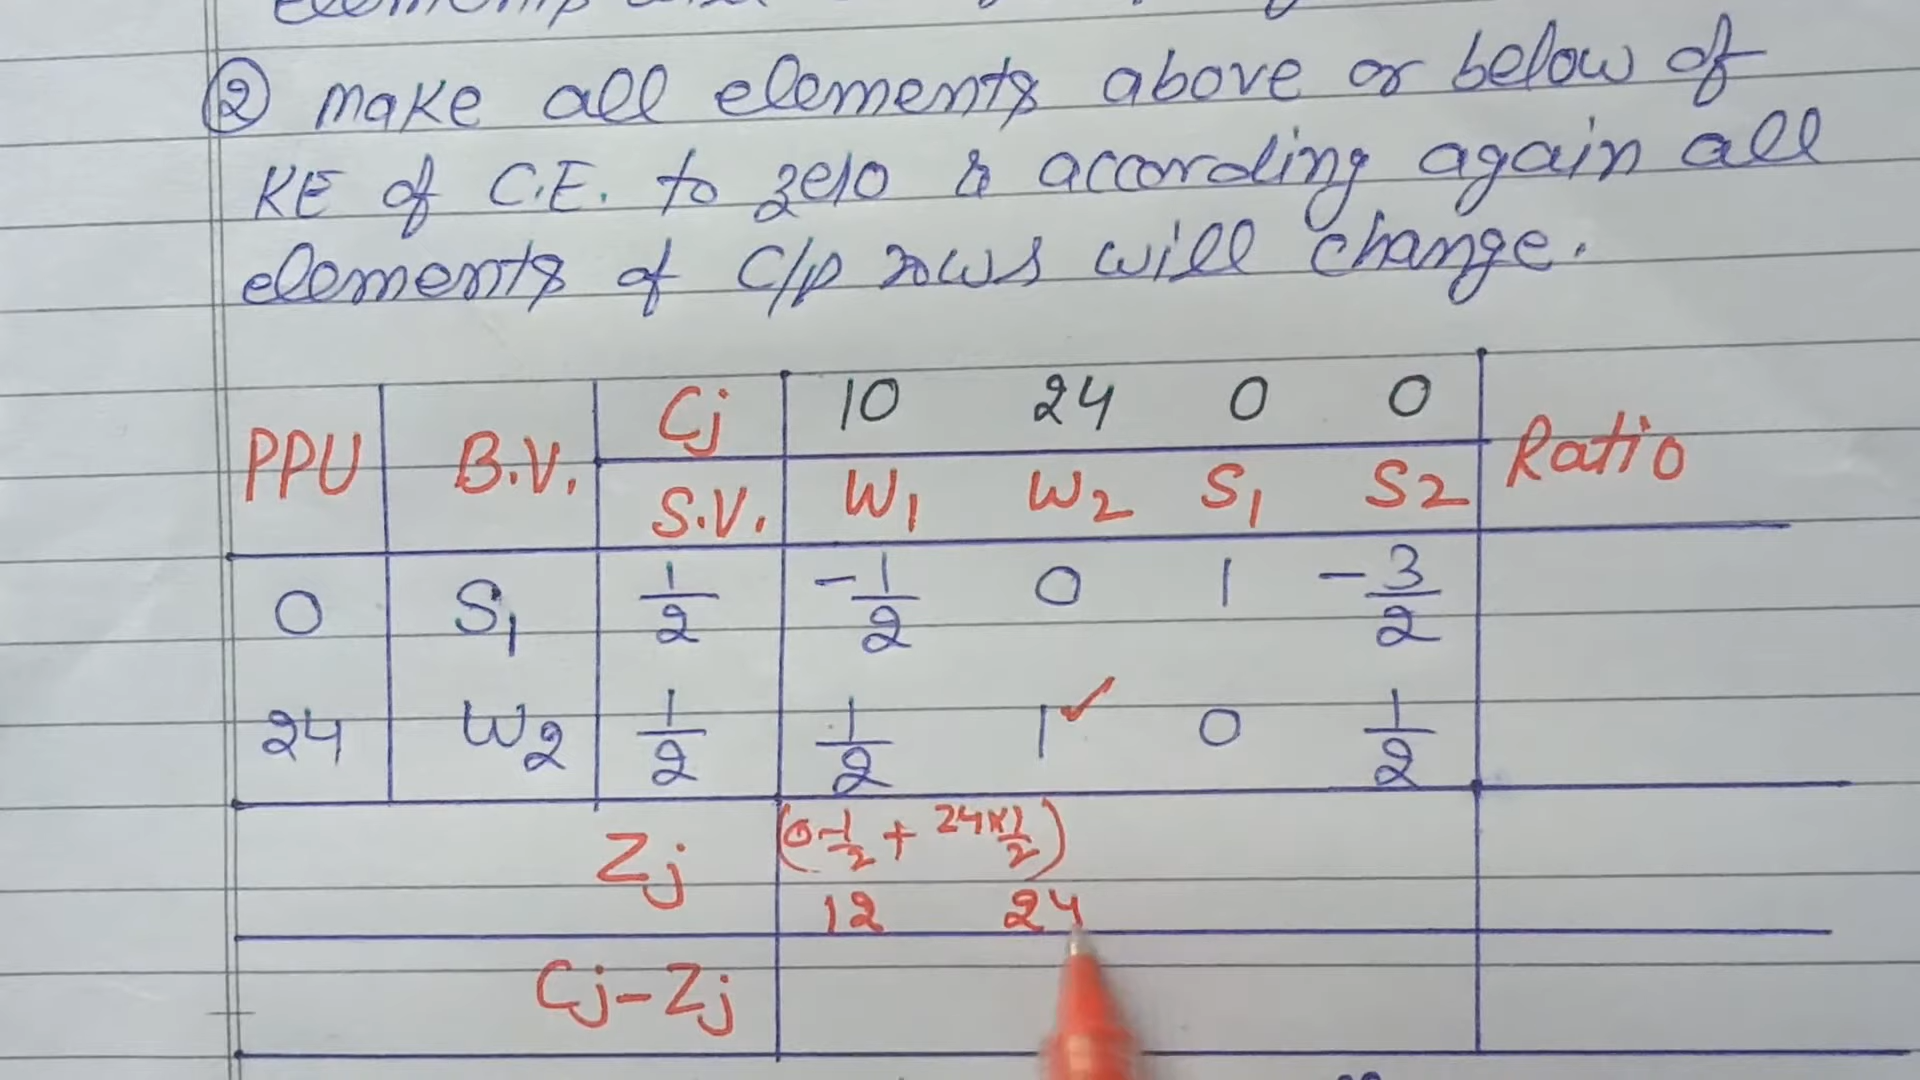 ② make all elements above or below of
KE of C.E. to zero & according again all
elements of C/P rows will change.
PPU B.V. Cj 10 24 0 0 Ratio
S.V. W1 W2 S1 S2
0 S1 1/2 -1/2 0 1 -3/2
24 W2 1/2 1/2 1✓ 0 1/2
Zj (0-1/2 + 24×1/2)
12 24
Cj-Zj